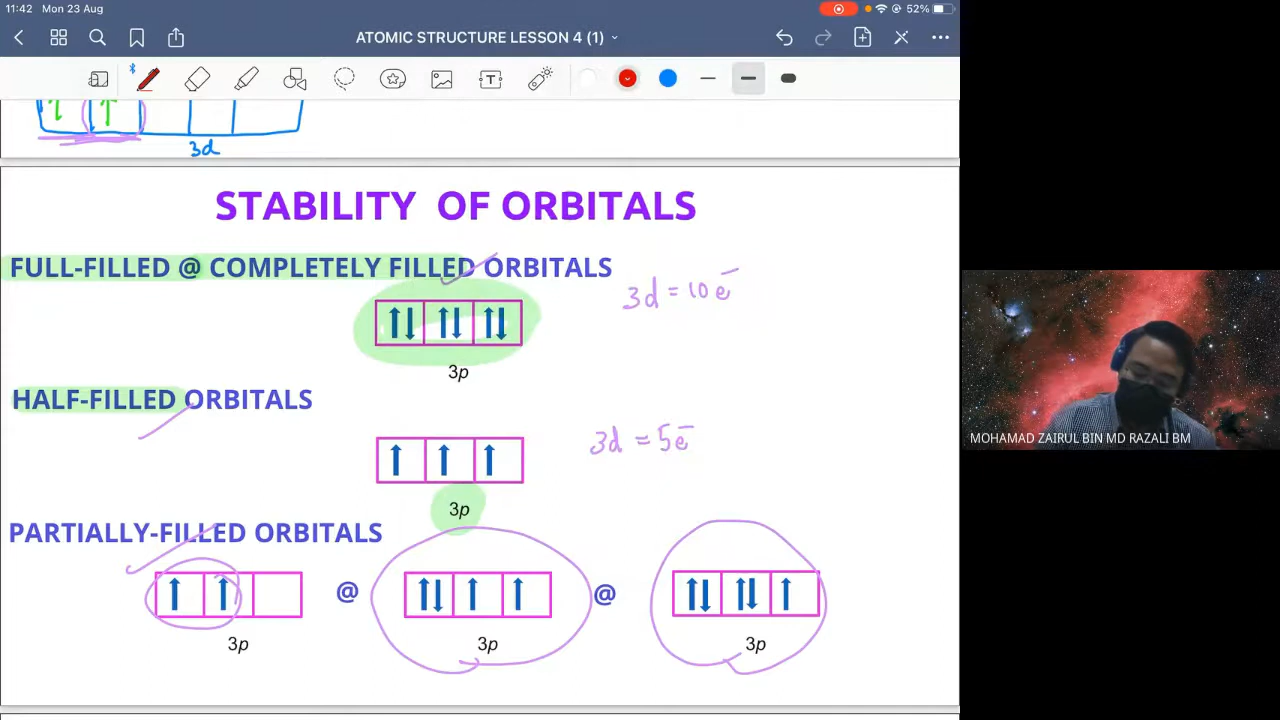 11:42 Mon 23 Aug
52%
ATOMIC STRUCTURE LESSON 4 (1)
3d
STABILITY OF ORBITALS
FULL-FILLED @ COMPLETELY FILLED ORBITALS
3d = 10 e⁻
3p
HALF-FILLED ORBITALS
3d = 5e⁻
3p
PARTIALLY-FILLED ORBITALS
@ @
3p 3p 3p
MOHAMAD ZAIRUL BIN MD RAZALI BM